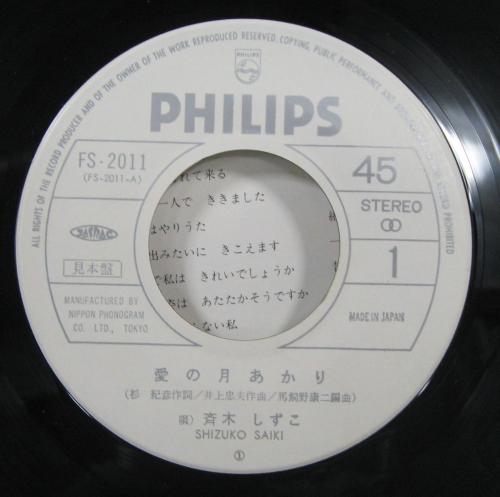 ALL RIGHTS OF THE RECORD PRODUCER AND OF THE OWNER OF THE WORK REPRODUCED RESERVED. COPYING, PUBLIC PERFORMANCE AND PROHIBITED
PHILIPS
PHILIPS
FS-2011
(FS-2011-A)
見本盤
MANUFACTURED BY
NIPPON PHONOGRAM
CO. LTD., TOKYO
45
STEREO
1
MADE IN JAPAN
れて来る
一人で ききました
はやりうた
出みたいに きこえます
で私は きれいでしょうか
は あたたかそうですか
ない私
愛の月あかり
(杉 紀彦作詞/井上忠夫作曲/馬飼野康二編曲)
唄) 斉木しずこ
SHIZUKO SAIKI
①